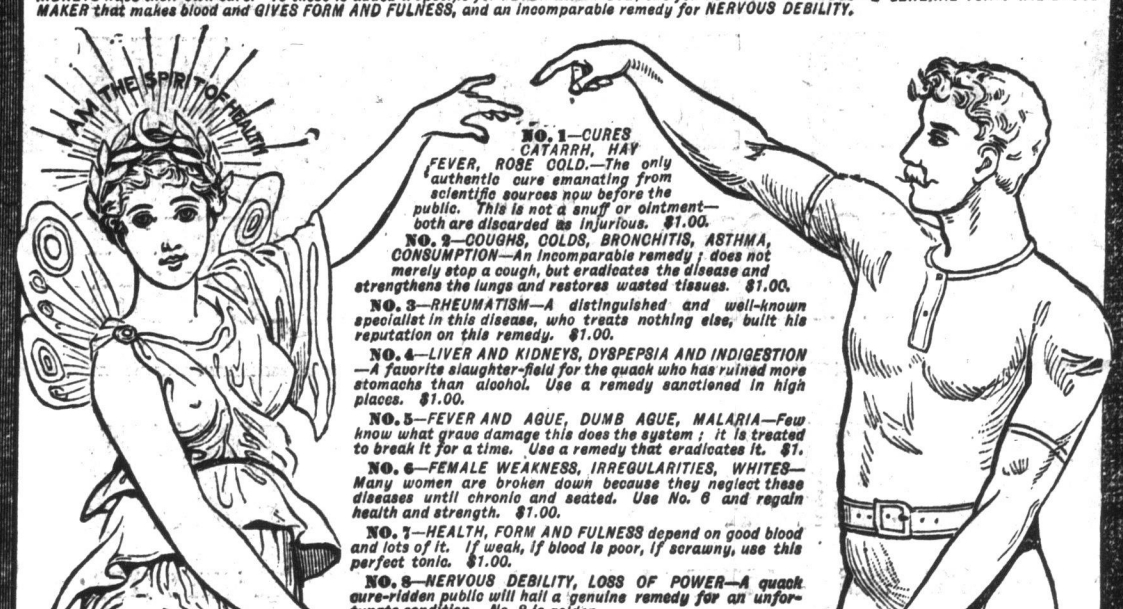 MAKER that makes blood and GIVES FORM AND FULNESS, and an incomparable remedy for NERVOUS DEBILITY.
I AM THE SPIRIT OF HEALTH
NO. 1—CURES
CATARRH, HAY
FEVER, ROSE COLD.—The only
authentic cure emanating from
scientific sources now before the
public. This is not a snuff or ointment—
both are discarded as injurious. $1.00.
NO. 2—COUGHS, COLDS, BRONCHITIS, ASTHMA,
CONSUMPTION—An incomparable remedy; does not
merely stop a cough, but eradicates the disease and
strengthens the lungs and restores wasted tissues. $1.00.
NO. 3—RHEUMATISM—A distinguished and well-known
specialist in this disease, who treats nothing else, built his
reputation on this remedy. $1.00.
NO. 4—LIVER AND KIDNEYS, DYSPEPSIA AND INDIGESTION
—A favorite slaughter-field for the quack who has ruined more
stomachs than alcohol. Use a remedy sanctioned in high
places. $1.00.
NO. 5—FEVER AND AGUE, DUMB AGUE, MALARIA—Few
know what grave damage this does the system; it is treated
to break it for a time. Use a remedy that eradicates it. $1.
NO. 6—FEMALE WEAKNESS, IRREGULARITIES, WHITES—
Many women are broken down because they neglect these
diseases until chronic and seated. Use No. 6 and regain
health and strength. $1.00.
NO. 7—HEALTH, FORM AND FULNESS depend on good blood
and lots of it. If weak, if blood is poor, if scrawny, use this
perfect tonic. $1.00.
NO. 8—NERVOUS DEBILITY, LOSS OF POWER—A quack
cure-ridden public will hail a genuine remedy for an unfor-